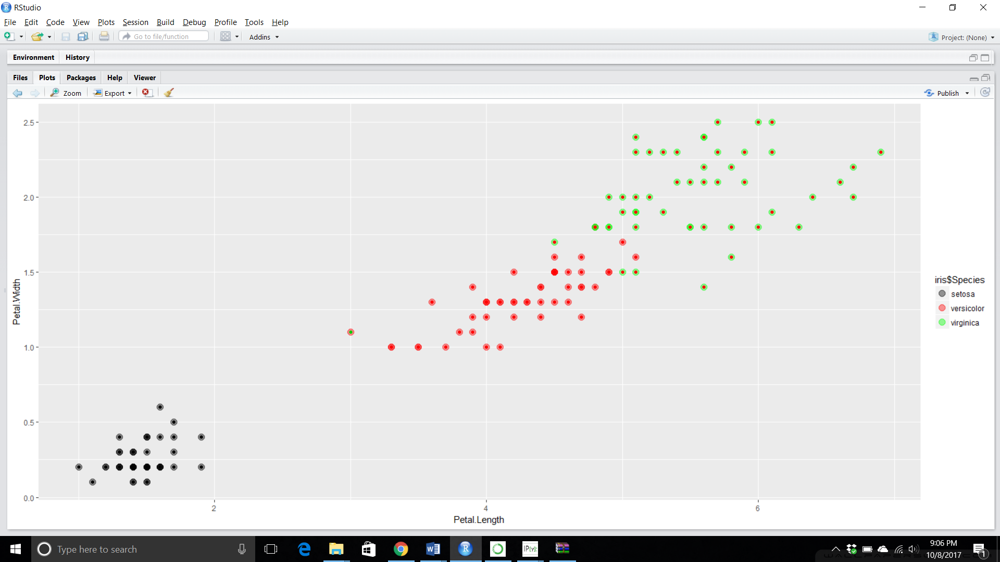 RStudio
File Edit Code View Plots Session Build Debug Profile Tools Help
Go to file/function Addins Project: (None)
Environment History
Files Plots Packages Help Viewer
Zoom Export Publish
2.5
2.0
1.5
1.0
0.5
0.0
Petal.Width
2 4 6
Petal.Length
iris$Species
setosa
versicolor
virginica
Type here to search
IP[y]:
9:06 PM
10/8/2017
1